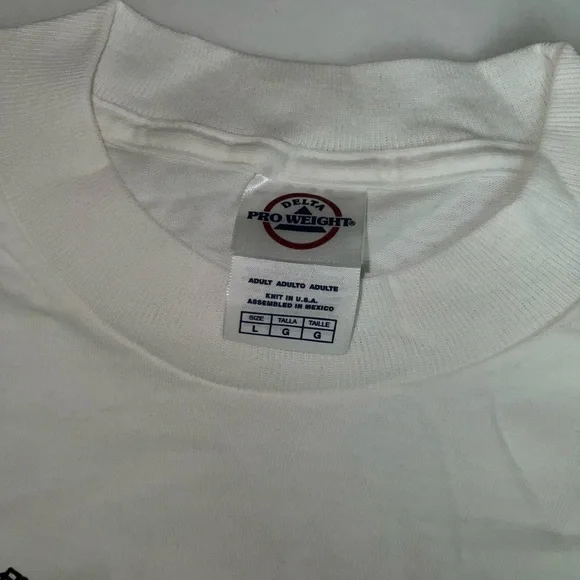 DELTA
PRO WEIGHT®
ADULT ADULTO ADULTE
KNIT IN U.S.A.
ASSEMBLED IN MEXICO
SIZE TALLA TAILLE
L G G